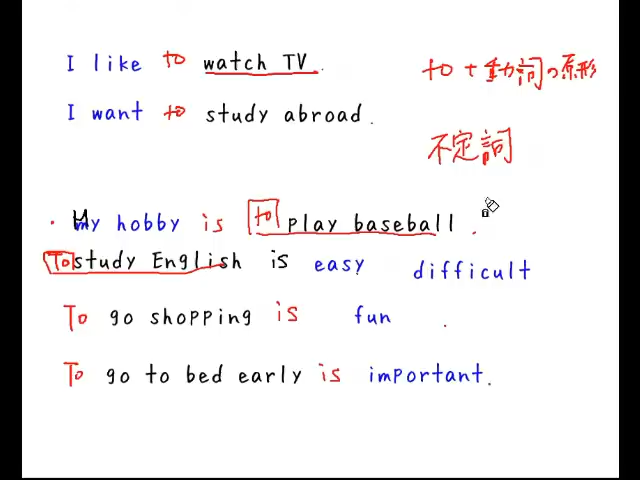 I like to watch TV.
to + 動詞の原形
I want to study abroad.
不定詞
・My hobby is to play baseball.
To study English is easy. difficult
To go shopping is fun.
To go to bed early is important.